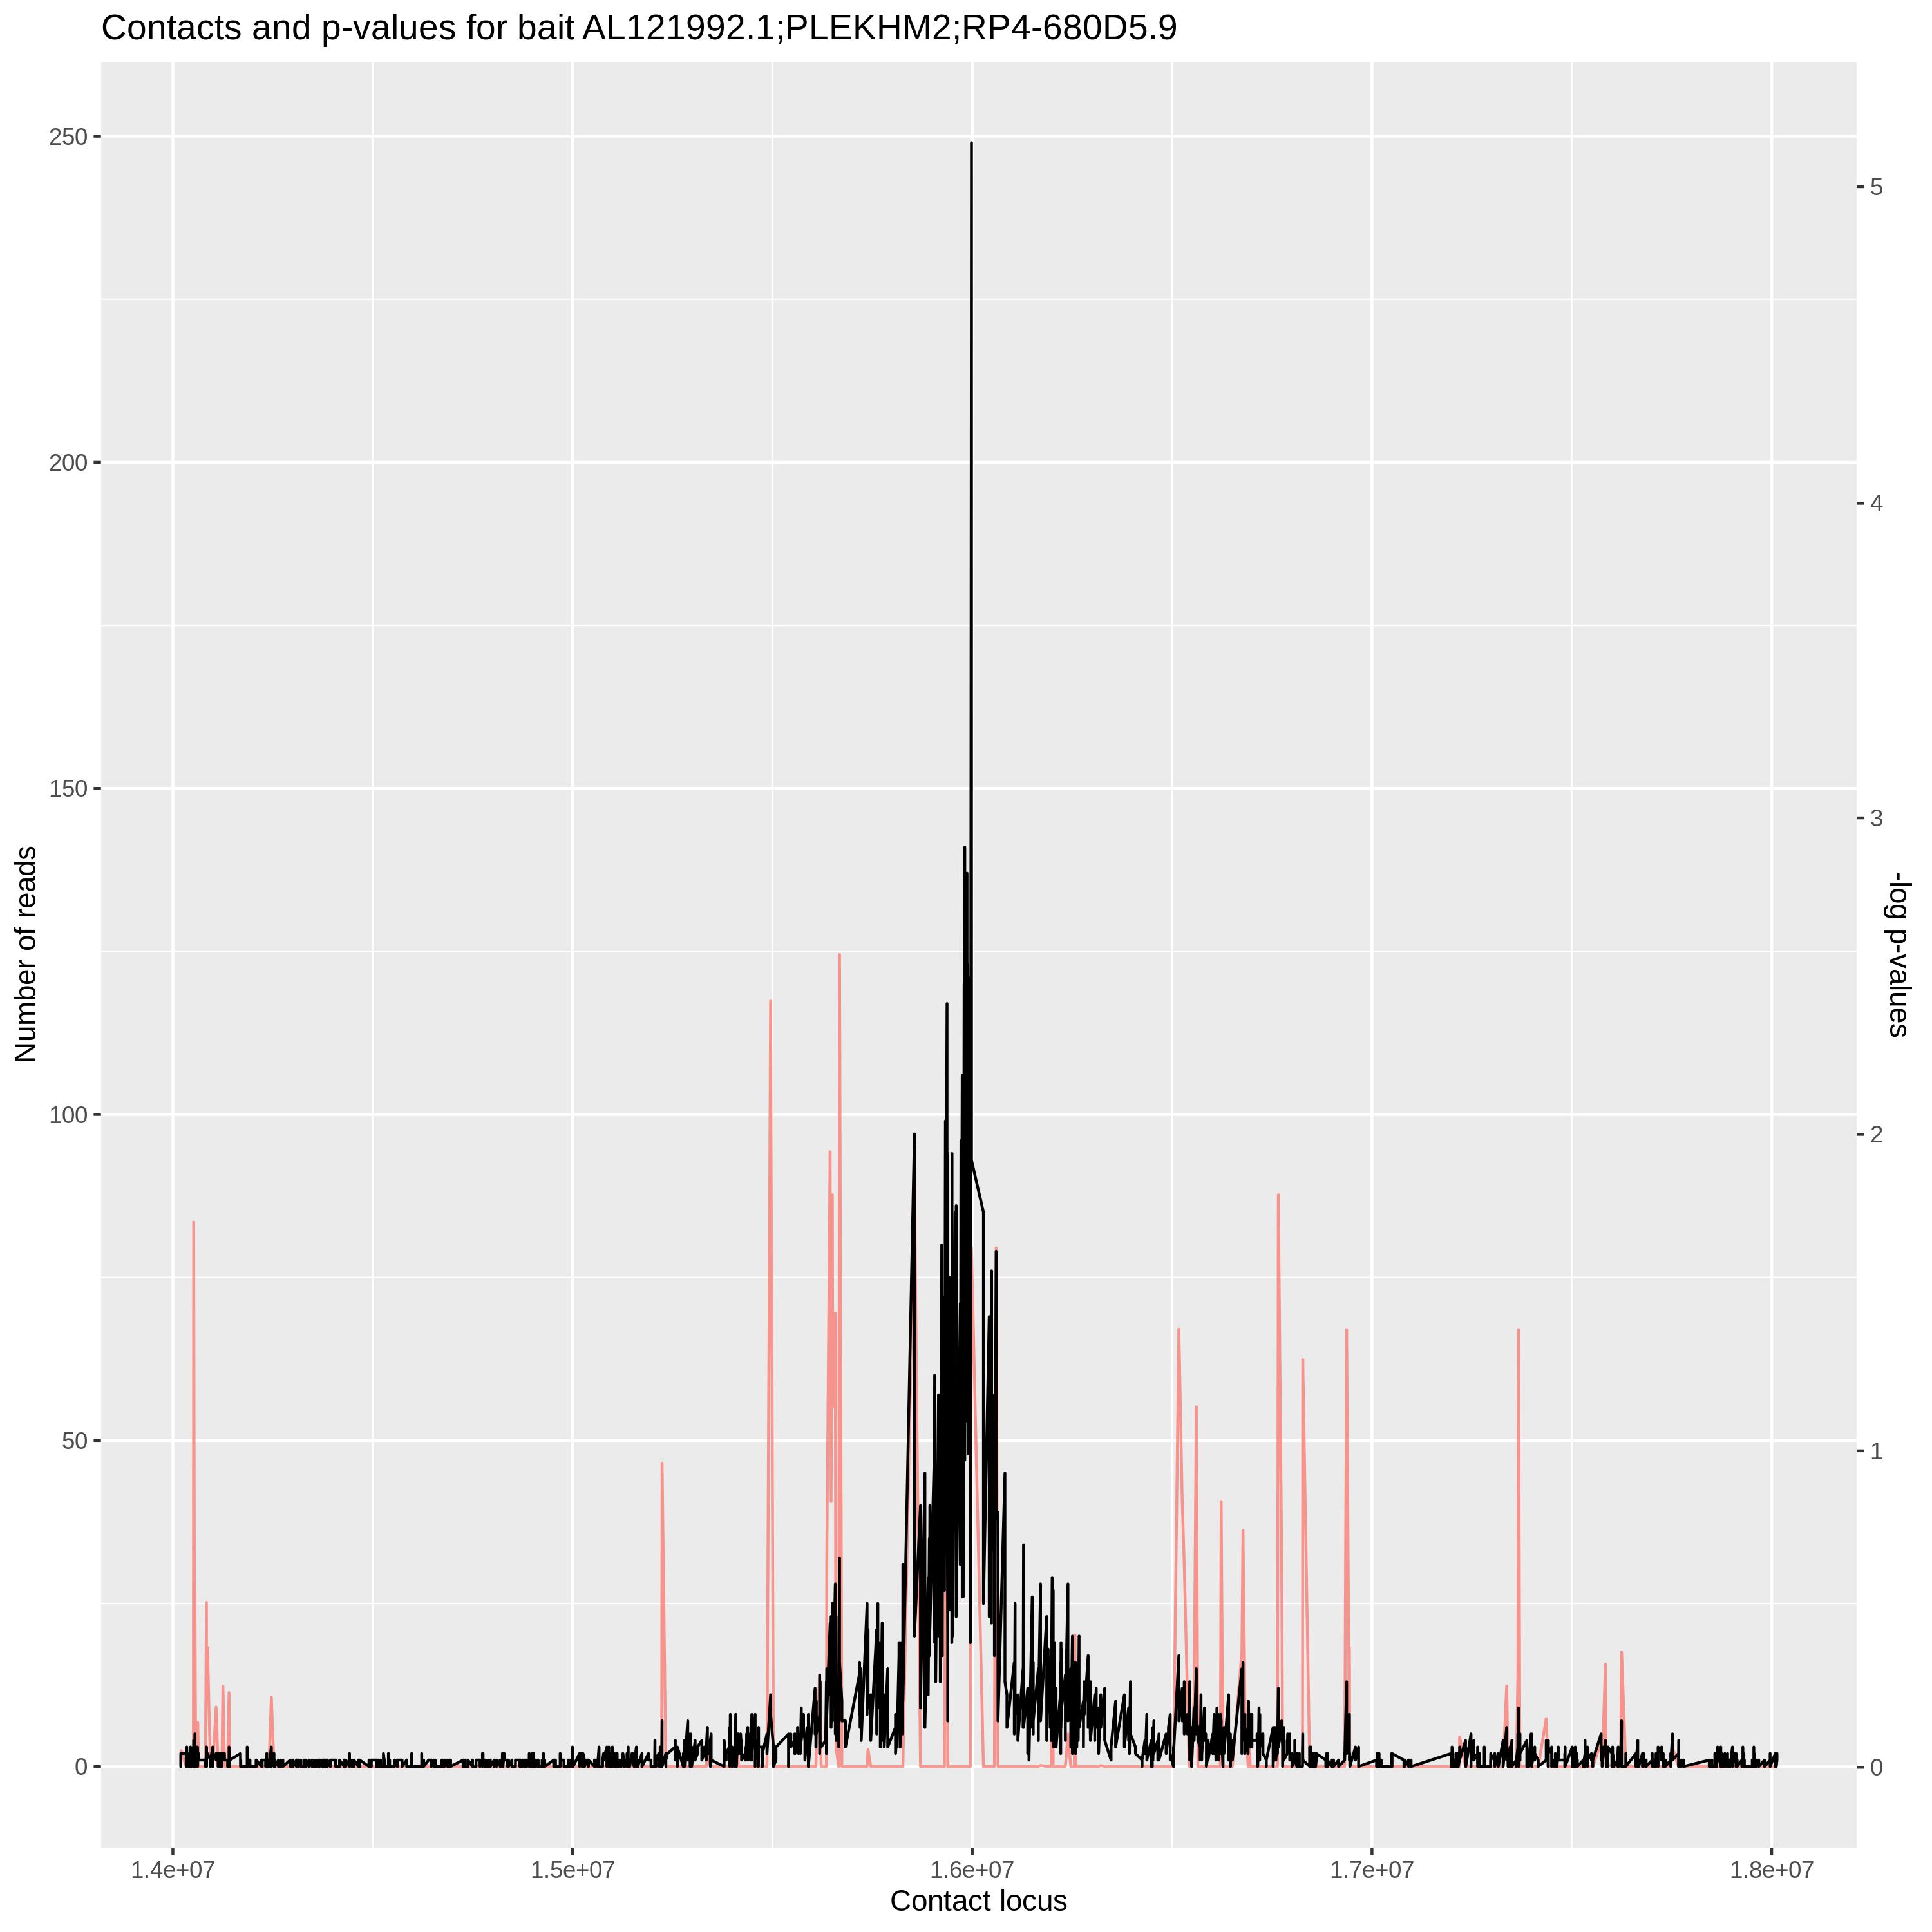 Contacts and p-values for bait AL121992.1;PLEKHM2;RP4-680D5.9
250
200
150
100
50
0
Number of reads
5
4
3
2
1
0
-log p-values
1.4e+07 1.5e+07 1.6e+07 1.7e+07 1.8e+07
Contact locus